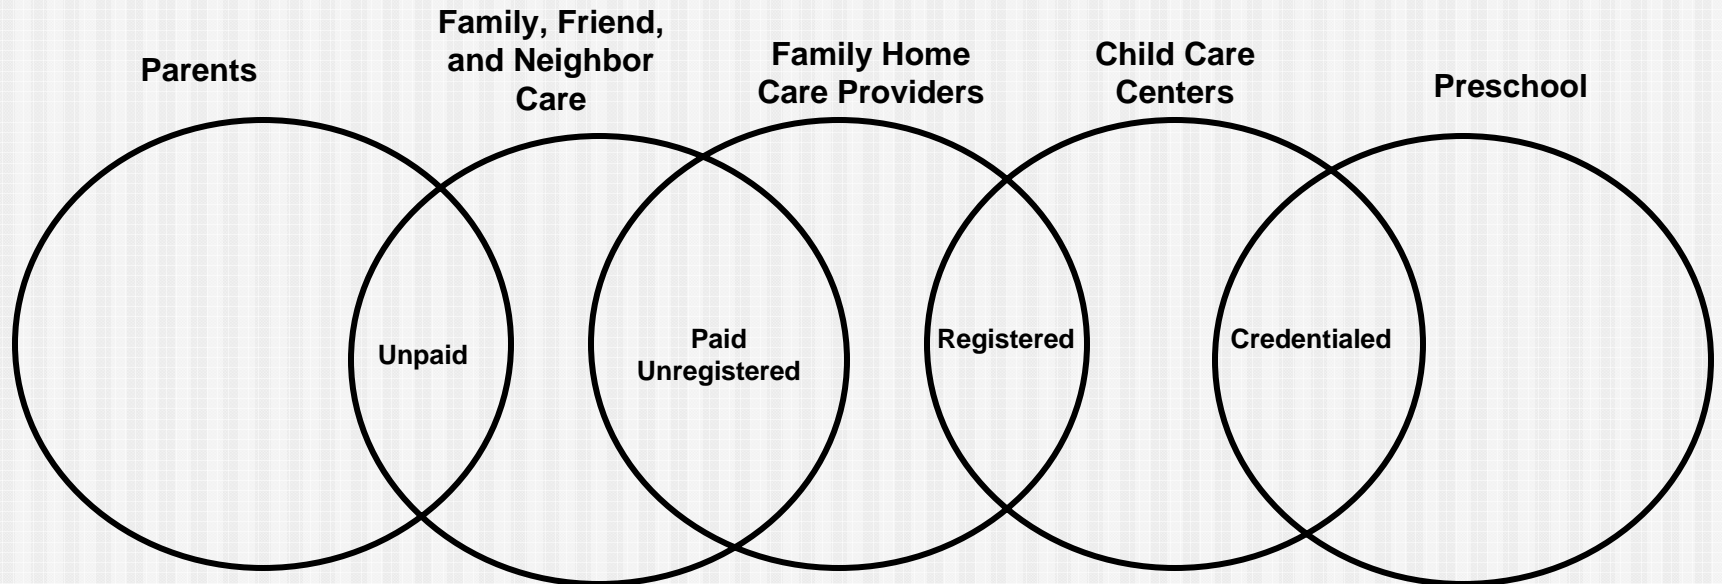 Parents
Family, Friend,
and Neighbor
Care
Family Home
Care Providers
Child Care
Centers
Preschool
Unpaid
Paid
Unregistered
Registered
Credentialed